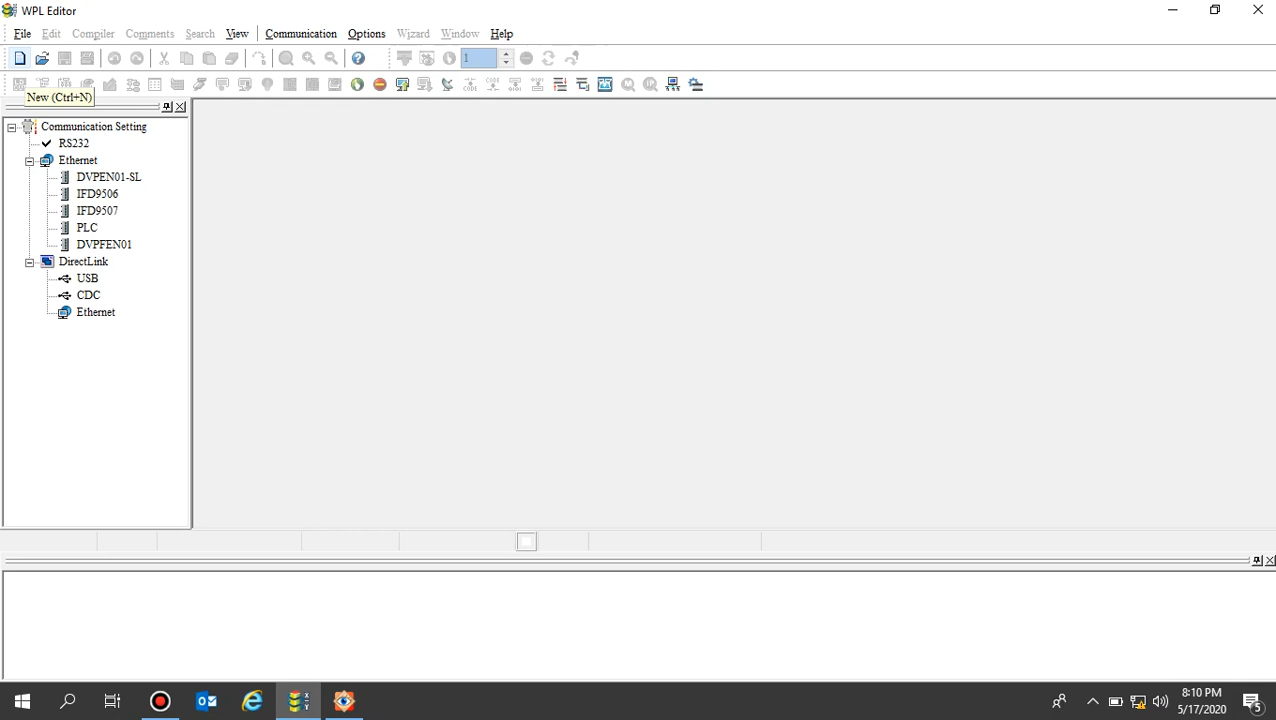 WPL Editor
File Edit Compiler Comments Search View Communication Options Wizard Window Help
1
New (Ctrl+N)
Communication Setting
RS232
Ethernet
DVPEN01-SL
IFD9506
IFD9507
PLC
DVPFEN01
DirectLink
USB
CDC
Ethernet
8:10 PM
5/17/2020
5